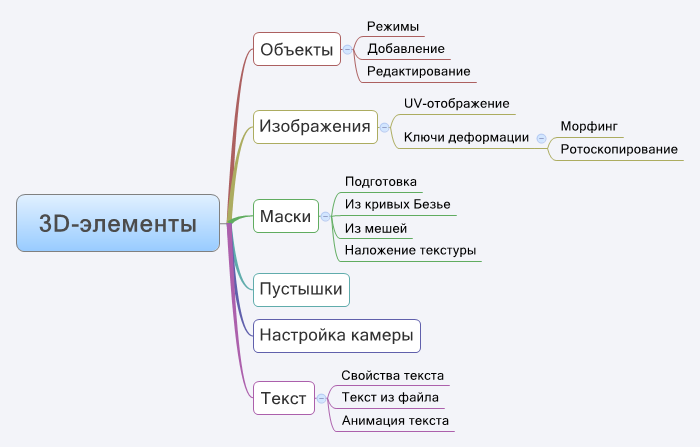 3D-элементы
Объекты
Режимы
Добавление
Редактирование
Изображения
UV-отображение
Ключи деформации
Морфинг
Ротоскопирование
Маски
Подготовка
Из кривых Безье
Из мешей
Наложение текстуры
Пустышки
Настройка камеры
Текст
Свойства текста
Текст из файла
Анимация текста